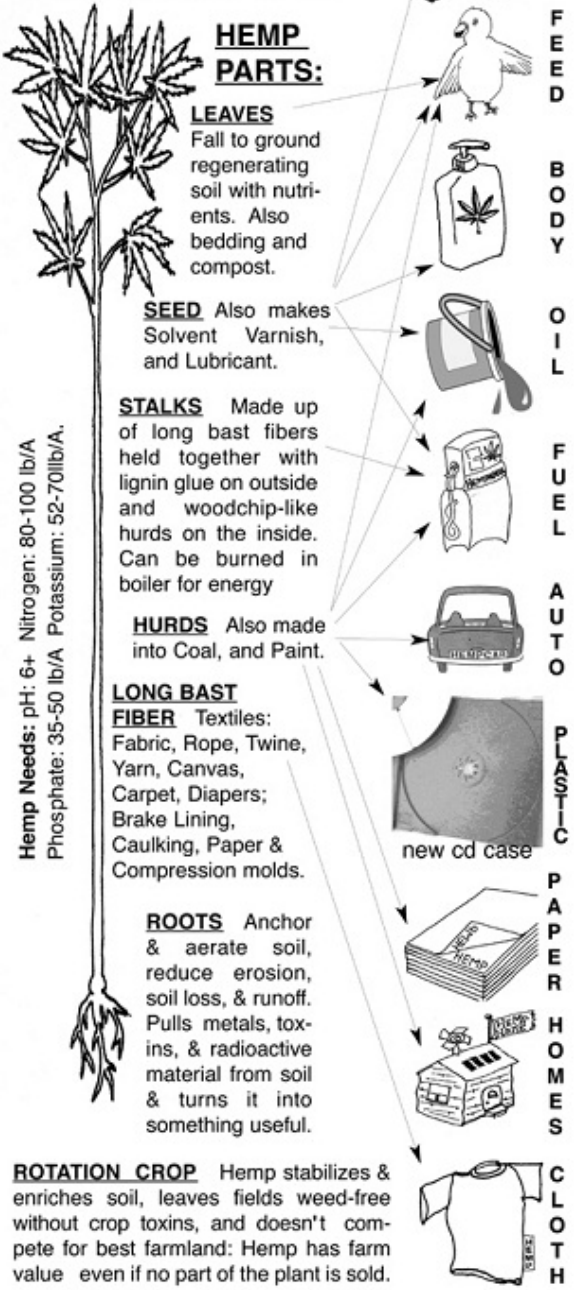 HEMP
PARTS:
LEAVES
Fall to ground
regenerating
soil with nutri-
ents. Also
bedding and
compost.
SEED Also makes
Solvent Varnish,
and Lubricant.
STALKS Made up
of long bast fibers
held together with
lignin glue on outside
and woodchip-like
hurds on the inside.
Can be burned in
boiler for energy
HURDS Also made
into Coal, and Paint.
LONG BAST
FIBER Textiles:
Fabric, Rope, Twine,
Yarn, Canvas,
Carpet, Diapers;
Brake Lining,
Caulking, Paper &
Compression molds.
ROOTS Anchor
& aerate soil,
reduce erosion,
soil loss, & runoff.
Pulls metals, tox-
ins, & radioactive
material from soil
& turns it into
something useful.
ROTATION CROP Hemp stabilizes &
enriches soil, leaves fields weed-free
without crop toxins, and doesn't com-
pete for best farmland: Hemp has farm
value even if no part of the plant is sold.
Hemp Needs: pH: 6+ Nitrogen: 80-100 lb/A
Phosphate: 35-50 lb/A Potassium: 52-70llb/A.
FEED
BODY
OIL
FUEL
AUTO
HEMPCAR
PLASTIC
new cd case
PAPER
HEMP
HEMP
HOMES
CLOTH
HEMP